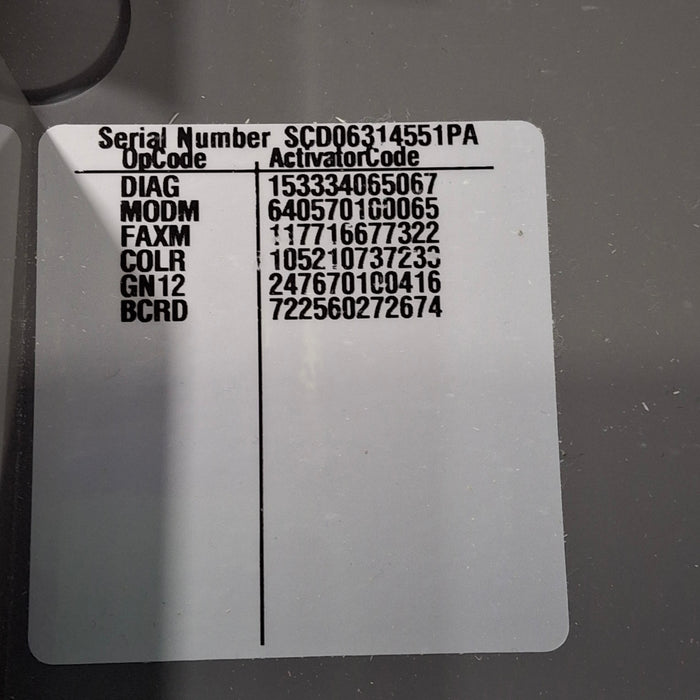 Serial Number SCD06314551PA
OpCode ActivatorCode
DIAG 153334065067
MODM 640570100065
FAXM 117716677322
COLR 105210737233
GN12 247670100416
BCRD 722560272674